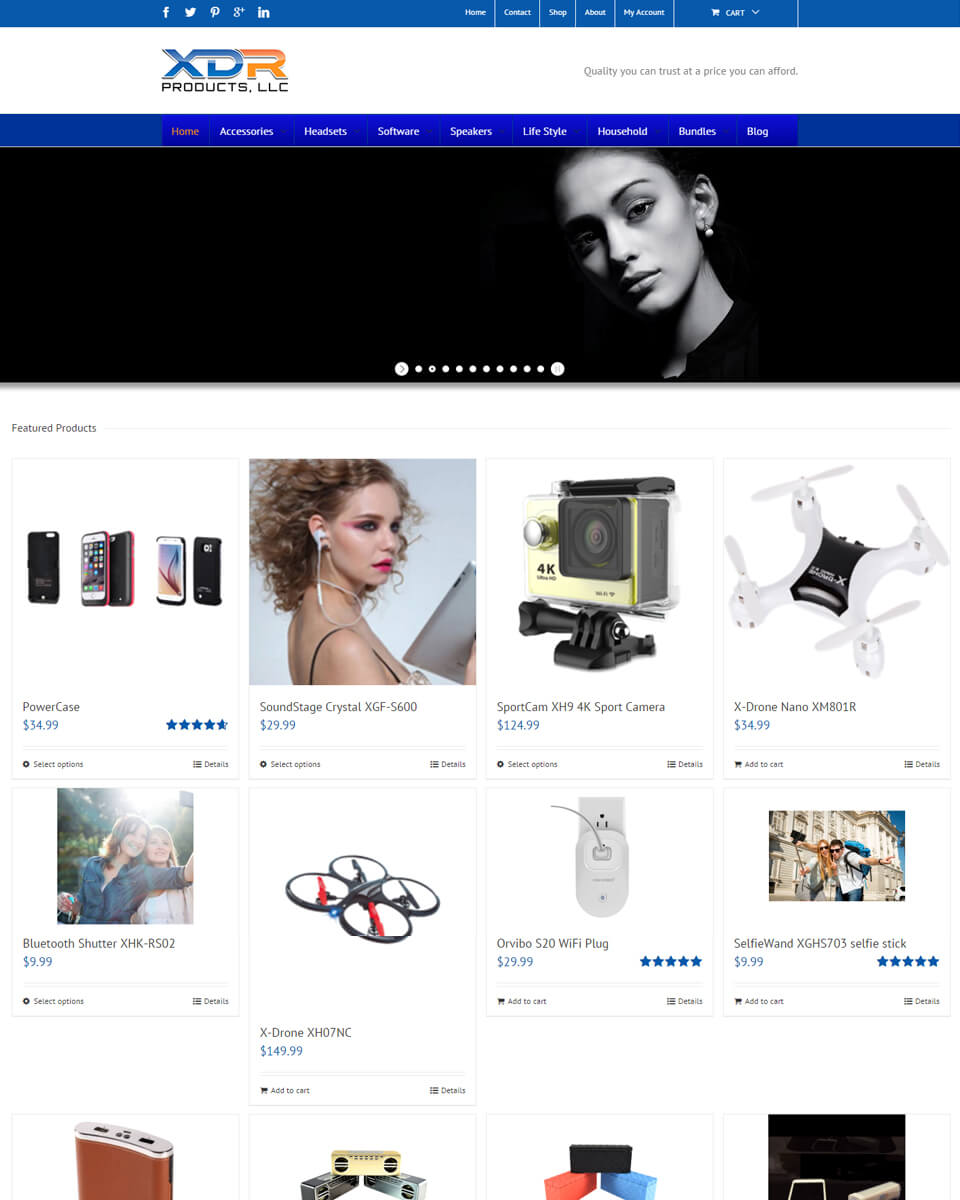 Home Contact Shop About My Account CART
XDR
PRODUCTS, LLC
Quality you can trust at a price you can afford.
Home Accessories Headsets Software Speakers Life Style Household Bundles Blog
Featured Products
4K
Ultra HD
Wi-Fi
PowerCase
$34.99
Select options Details
SoundStage Crystal XGF-S600
$29.99
Select options Details
SportCam XH9 4K Sport Camera
$124.99
Select options Details
X-Drone Nano XM801R
$34.99
Add to cart Details
Bluetooth Shutter XHK-RS02
$9.99
Select options Details
X-Drone XH07NC
$149.99
Add to cart Details
Orvibo S20 WiFi Plug
$29.99
Add to cart Details
SelfieWand XGHS703 selfie stick
$9.99
Add to cart Details